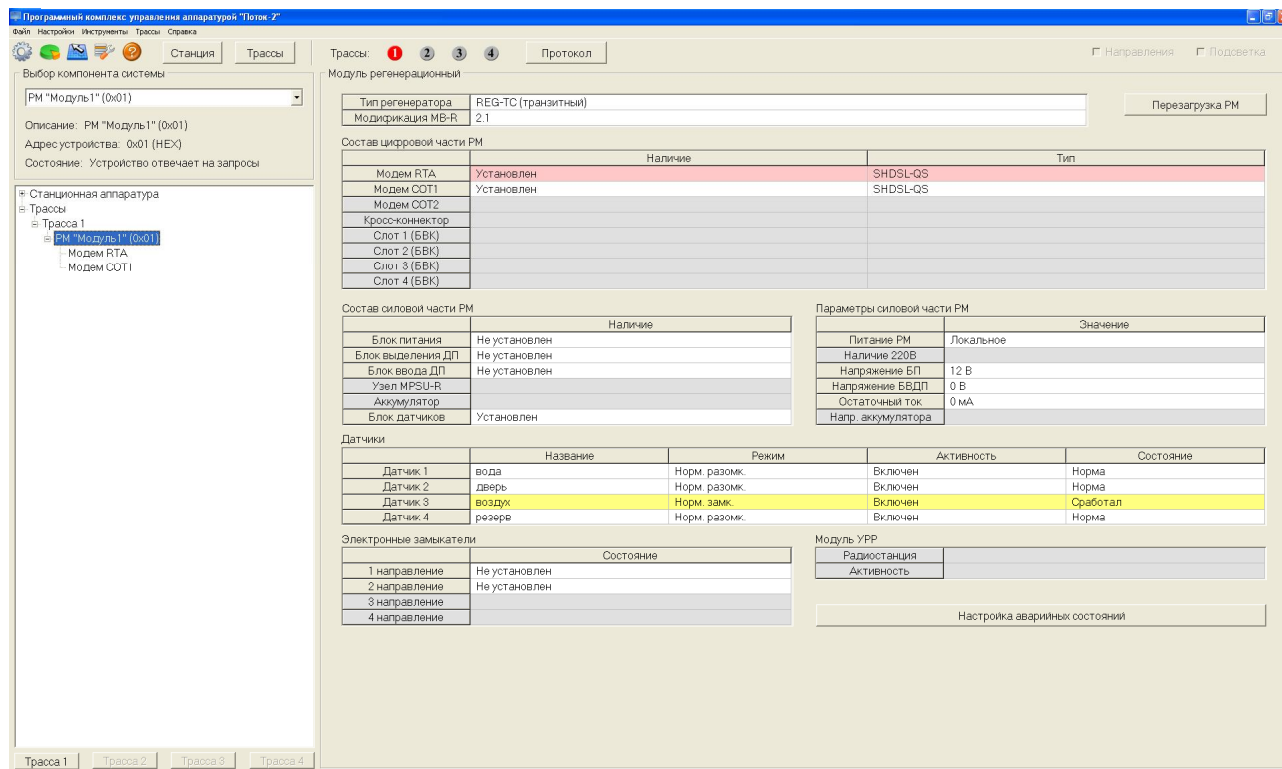 Программный комплекс управления аппаратурой "Поток-2"
Файл Настройки Инструменты Трассы Справка
Станция Трассы Трассы: 1 2 3 4 Протокол Направления Подсветка
Выбор компонента системы
РМ "Модуль1" (0x01)
Описание: РМ "Модуль1" (0x01)
Адрес устройства: 0x01 (HEX)
Состояние: Устройство отвечает на запросы
Станционная аппаратура
Трассы
Трасса 1
РМ "Модуль1" (0x01)
Модем RTA
Модем COT1
Трасса 1 Трасса 2 Трасса 3 Трасса 4
Модуль регенерационный
Тип регенератора REG-TC (транзитный)
Модификация MB-R 2.1
Перезагрузка РМ
Состав цифровой части РМ
Наличие Тип
Модем RTA Установлен SHDSL-QS
Модем COT1 Установлен SHDSL-QS
Модем COT2
Кросс-коннектор
Слот 1 (БВК)
Слот 2 (БВК)
Слот 3 (БВК)
Слот 4 (БВК)
Состав силовой части РМ
Наличие
Блок питания Не установлен
Блок выделения ДП Не установлен
Блок ввода ДП Не установлен
Узел MPSU-R
Аккумулятор
Блок датчиков Установлен
Параметры силовой части РМ
Значение
Питание РМ Локальное
Наличие 220В
Напряжение БП 12 В
Напряжение БВДП 0 В
Остаточный ток 0 мА
Напр. аккумулятора
Датчики
Название Режим Активность Состояние
Датчик 1 вода Норм. разомк. Включен Норма
Датчик 2 дверь Норм. разомк. Включен Норма
Датчик 3 воздух Норм. замк. Включен Сработал
Датчик 4 резерв Норм. разомк. Включен Норма
Электронные замыкатели
Состояние
1 направление Не установлен
2 направление Не установлен
3 направление
4 направление
Модуль УРР
Радиостанция
Активность
Настройка аварийных состояний